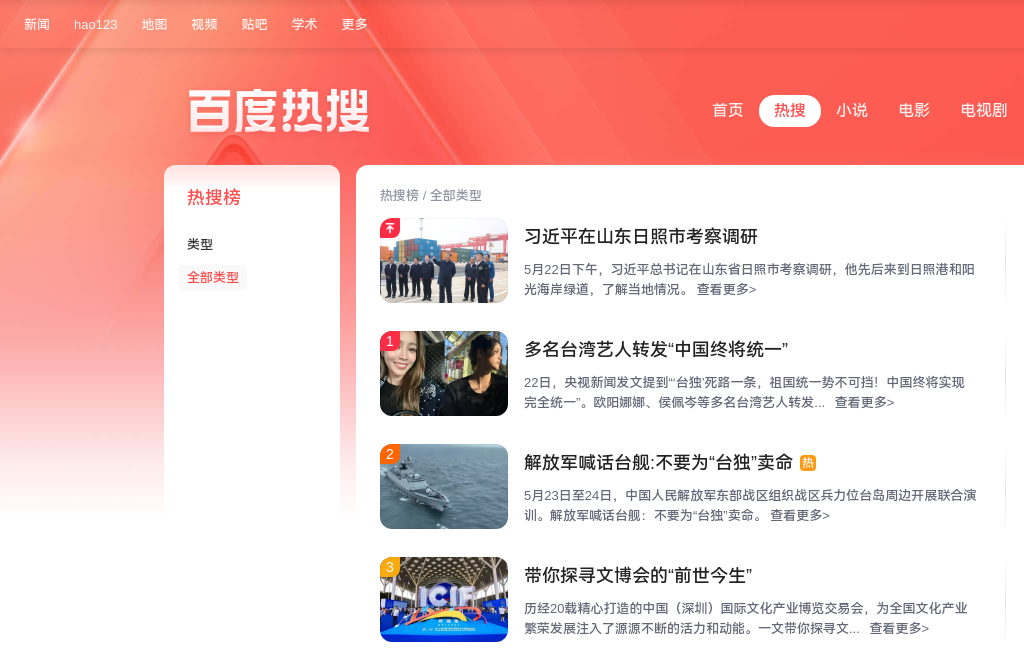 新闻 hao123 地图 视频 贴吧 学术 更多
百度热搜
首页 热搜 小说 电影 电视剧
热搜榜
类型
全部类型
热搜榜 / 全部类型
习近平在山东日照市考察调研
5月22日下午，习近平总书记在山东省日照市考察调研，他先后来到日照港和阳
光海岸绿道，了解当地情况。 查看更多>
1
多名台湾艺人转发“中国终将统一”
22日，央视新闻发文提到“‘台独’死路一条，祖国统一势不可挡！中国终将实现
完全统一”。欧阳娜娜、侯佩岑等多名台湾艺人转发... 查看更多>
2
解放军喊话台舰:不要为“台独”卖命 热
5月23日至24日，中国人民解放军东部战区组织战区兵力位台岛周边开展联合演
训。解放军喊话台舰：不要为“台独”卖命。 查看更多>
3
ICIF
带你探寻文博会的“前世今生”
历经20载精心打造的中国（深圳）国际文化产业博览交易会，为全国文化产业
繁荣发展注入了源源不断的活力和动能。一文带你探寻文... 查看更多>